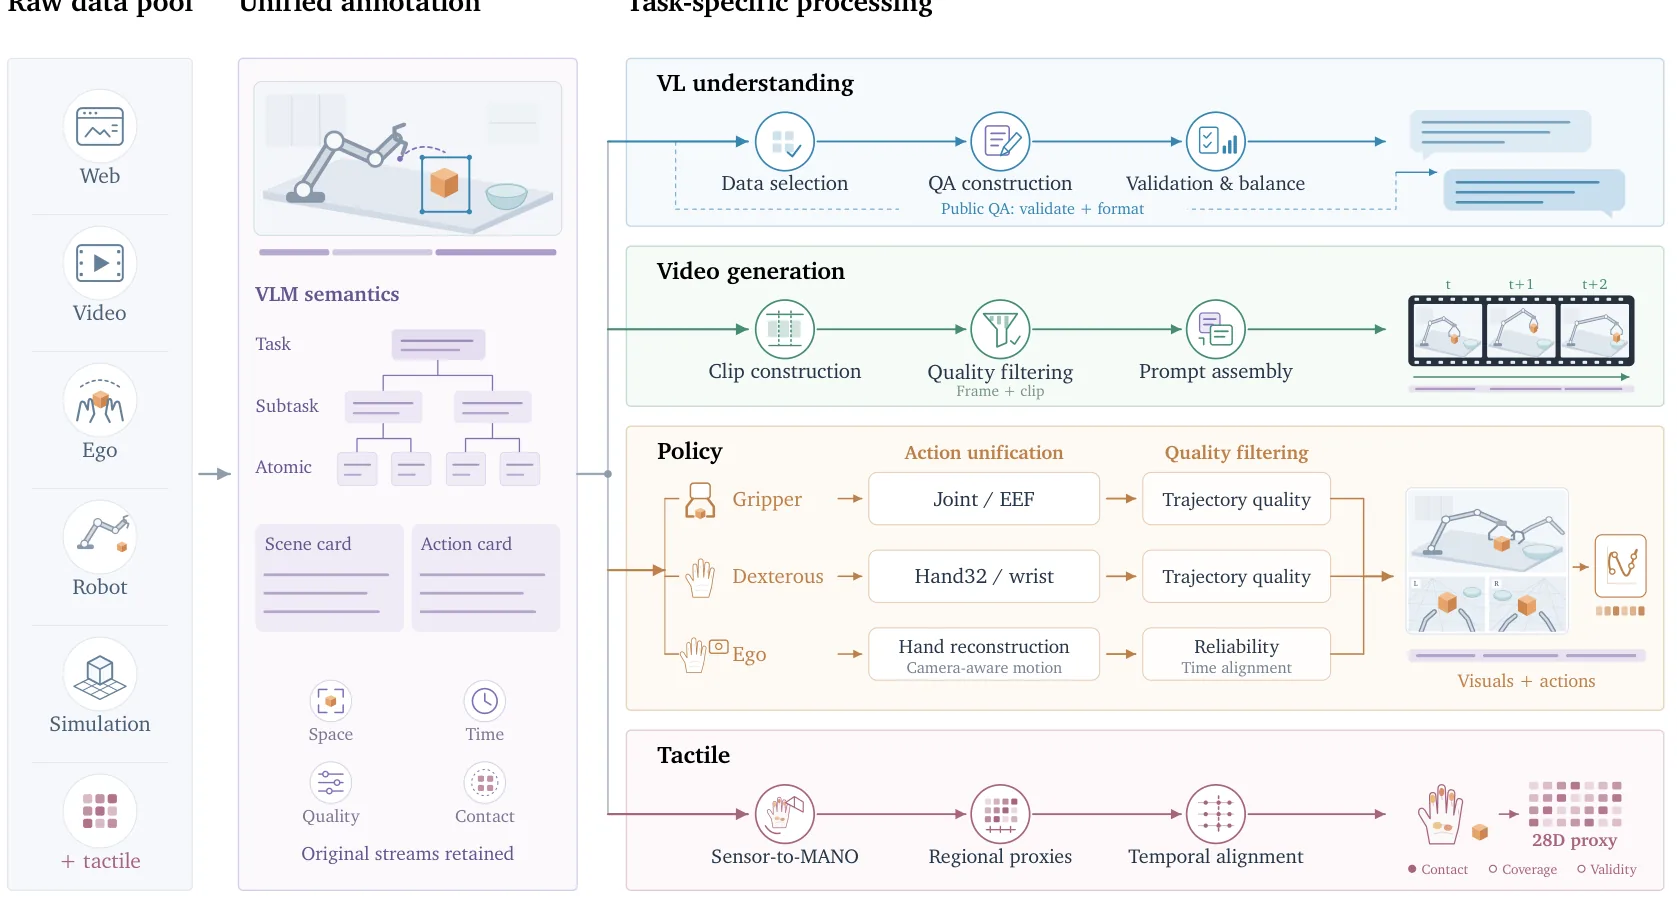 Raw data pool
Unified annotation
Task-specific processing
Web
Video
Ego
Robot
Simulation
+ tactile
VLM semantics
Task
Subtask
Atomic
Scene card
Action card
Space
Time
Quality
Contact
Original streams retained
VL understanding
Data selection
QA construction
Validation & balance
Public QA: validate + format
Video generation
Clip construction
Quality filtering
Frame + clip
Prompt assembly
t
t+1
t+2
Policy
Action unification
Quality filtering
Gripper
Joint / EEF
Trajectory quality
Dexterous
Hand32 / wrist
Trajectory quality
Ego
Hand reconstruction
Camera-aware motion
Reliability
Time alignment
L
R
Visuals + actions
Tactile
Sensor-to-MANO
Regional proxies
Temporal alignment
28D proxy
Contact
Coverage
Validity